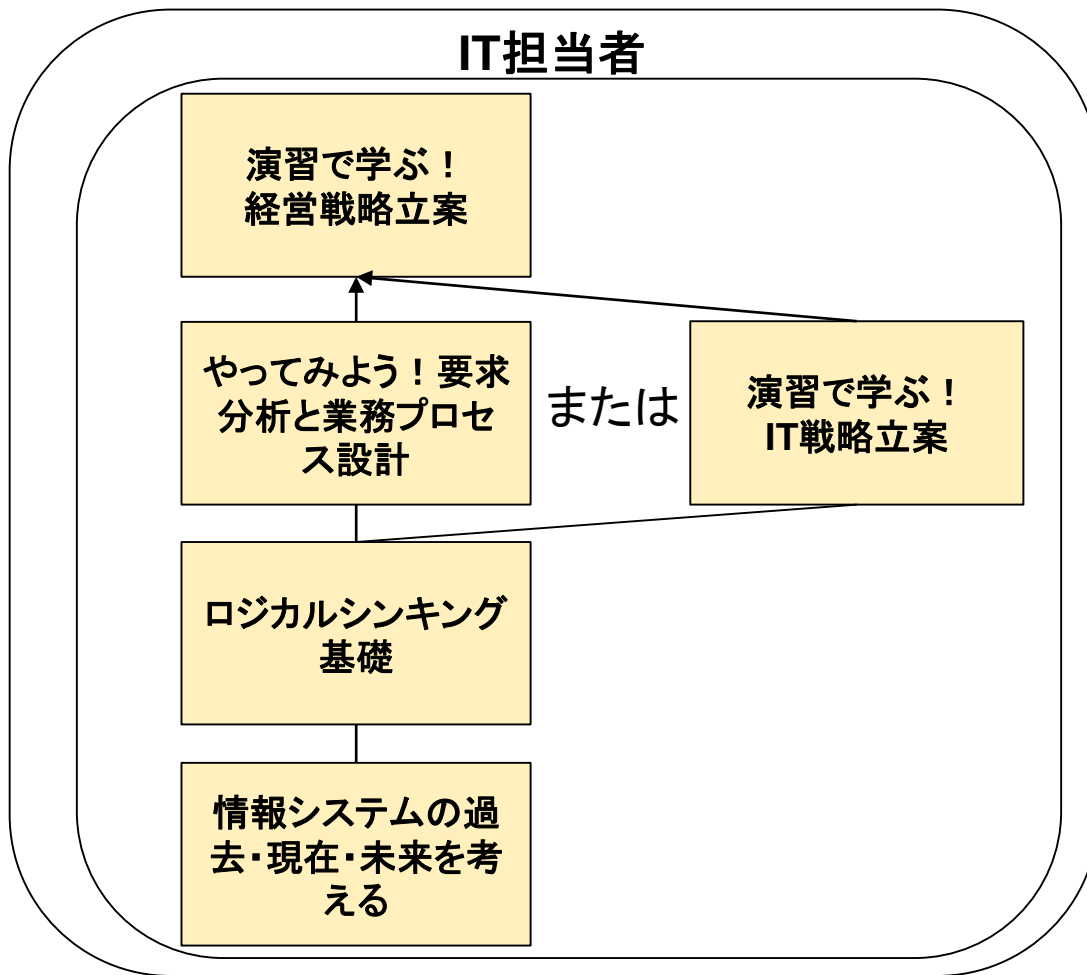 IT担当者
演習で学ぶ！
経営戦略立案
やってみよう！要求
分析と業務プロセ
ス設計
または
演習で学ぶ！
IT戦略立案
ロジカルシンキング
基礎
情報システムの過
去・現在・未来を考
える